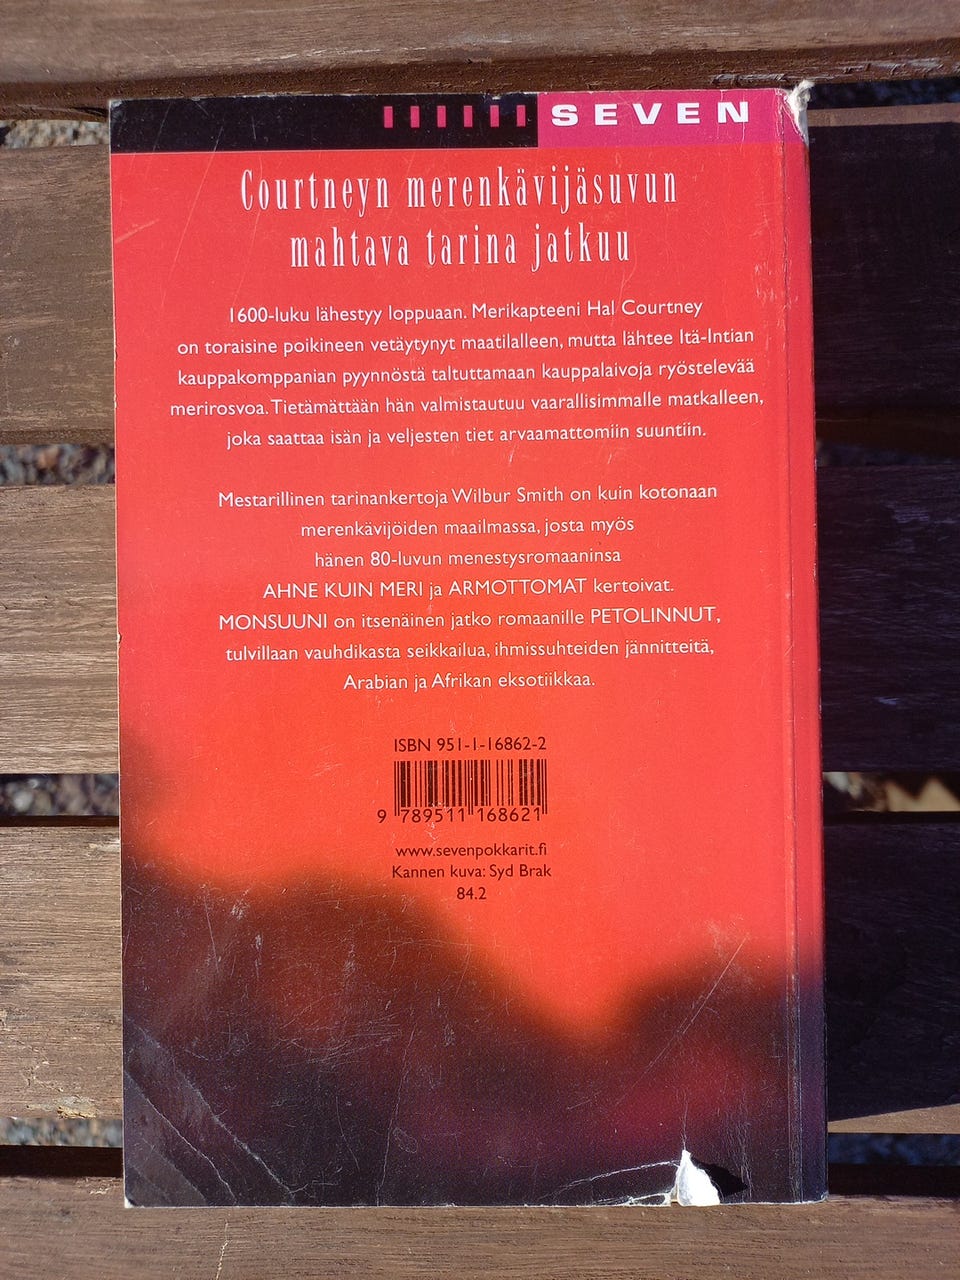 SEVEN
Courtneyn merenkävijäsuvun
mahtava tarina jatkuu
1600-luku lähestyy loppuaan. Merikapteeni Hal Courtney
on toraisine poikineen vetäytynyt maatilalleen, mutta lähtee Itä-Intian
kauppakomppanian pyynnöstä taltuttamaan kauppalaivoja ryöstelevää
merirosvoa. Tietämättään hän valmistautuu vaarallisimmalle matkalleen,
joka saattaa isän ja veljesten tiet arvaamattomiin suuntiin.
Mestarillinen tarinankertoja Wilbur Smith on kuin kotonaan
merenkävijöiden maailmassa, josta myös
hänen 80-luvun menestysromaaninsa
AHNE KUIN MERI ja ARMOTTOMAT kertoivat.
MONSUUNI on itsenäinen jatko romaanille PETOLINNUT,
tulvillaan vauhdikasta seikkailua, ihmissuhteiden jännitteitä,
Arabian ja Afrikan eksotiikkaa.
ISBN 951-1-16862-2
9 789511 168621
www.sevenpokkarit.fi
Kannen kuva: Syd Brak
84.2